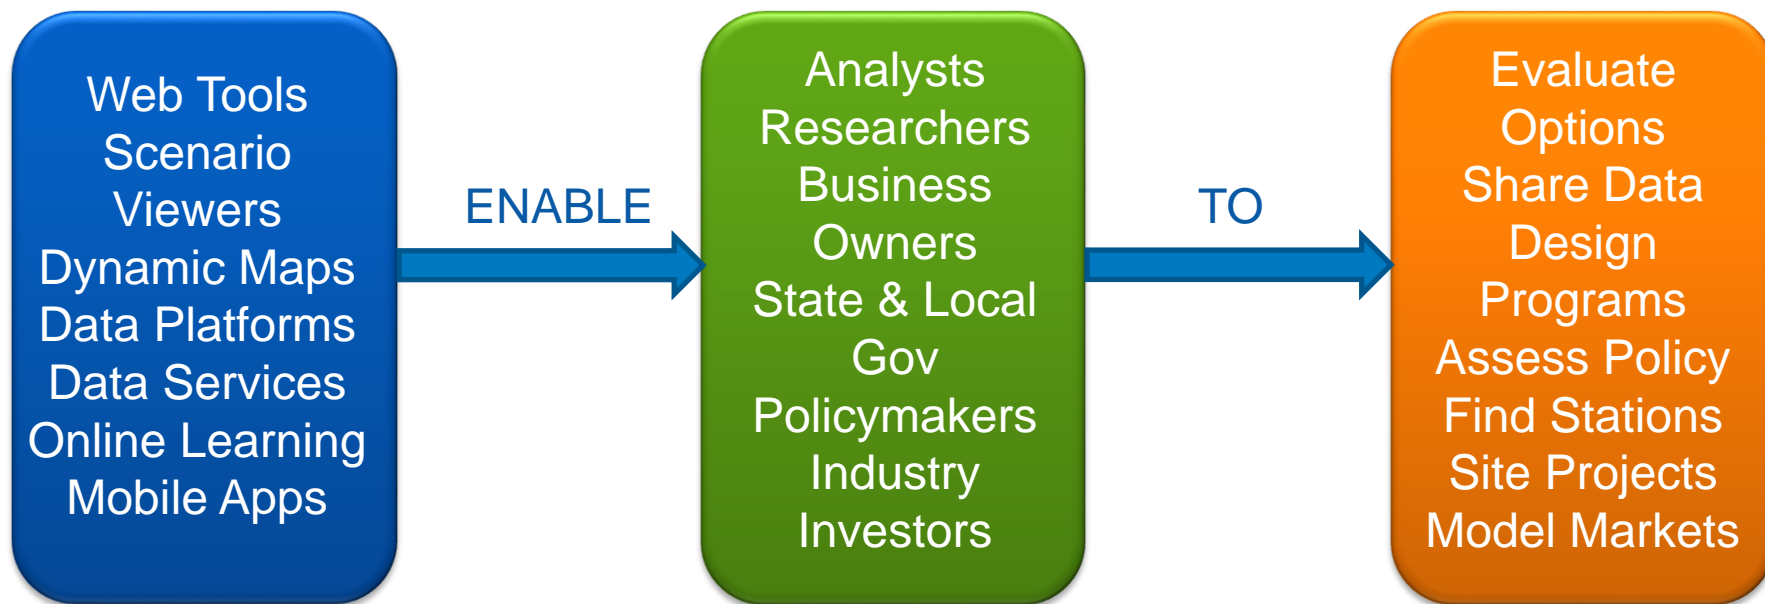 Web Tools
Scenario
Viewers
Dynamic Maps
Data Platforms
Data Services
Online Learning
Mobile Apps
ENABLE
Analysts
Researchers
Business
Owners
State & Local
Gov
Policymakers
Industry
Investors
TO
Evaluate
Options
Share Data
Design
Programs
Assess Policy
Find Stations
Site Projects
Model Markets